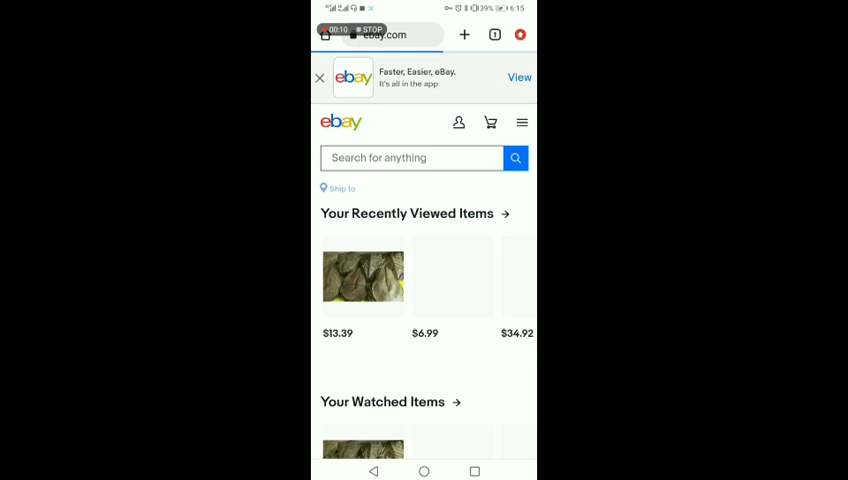 39% 6:15
00:10 STOP
ebay.com
1
ebay
Faster, Easier, eBay.
It's all in the app
View
ebay
Search for anything
Ship to
Your Recently Viewed Items →
$13.39 $6.99 $34.92
Your Watched Items →